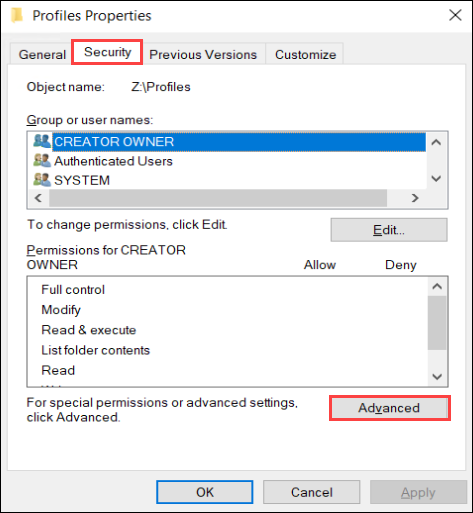 Profiles Properties
General Security Previous Versions Customize
Object name: Z:\Profiles
Group or user names:
CREATOR OWNER
Authenticated Users
SYSTEM
To change permissions, click Edit.
Edit...
Permissions for CREATOR
OWNER Allow Deny
Full control
Modify
Read & execute
List folder contents
Read
For special permissions or advanced settings,
click Advanced.
Advanced
OK Cancel Apply